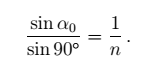 sin α₀ / sin 90° = 1 / n .